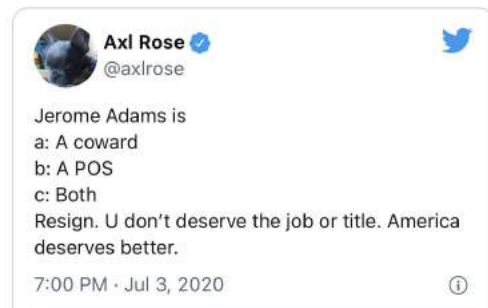 Axl Rose
@axlrose
Jerome Adams is
a: A coward
b: A POS
c: Both
Resign. U don’t deserve the job or title. America
deserves better.
7:00 PM · Jul 3, 2020